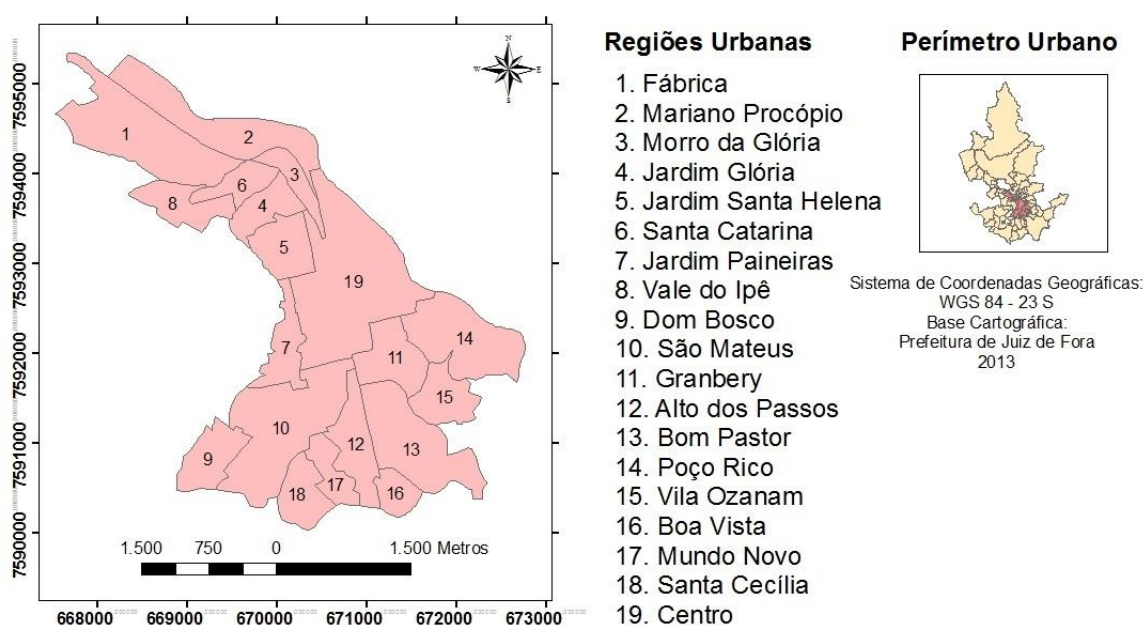 668000 669000 670000 671000 672000 673000
7595000
7594000
7593000
7592000
7591000
7590000
N
W E
S
1
2
3
6
4
8
5
19
7
11
14
15
10
12
13
9
18
17
16
1.500 750 0 1.500 Metros
Regiões Urbanas
1. Fábrica
2. Mariano Procópio
3. Morro da Glória
4. Jardim Glória
5. Jardim Santa Helena
6. Santa Catarina
7. Jardim Paineiras
8. Vale do Ipê
9. Dom Bosco
10. São Mateus
11. Granbery
12. Alto dos Passos
13. Bom Pastor
14. Poço Rico
15. Vila Ozanam
16. Boa Vista
17. Mundo Novo
18. Santa Cecília
19. Centro
Perímetro Urbano
Sistema de Coordenadas Geográficas:
WGS 84 - 23 S
Base Cartográfica:
Prefeitura de Juiz de Fora
2013